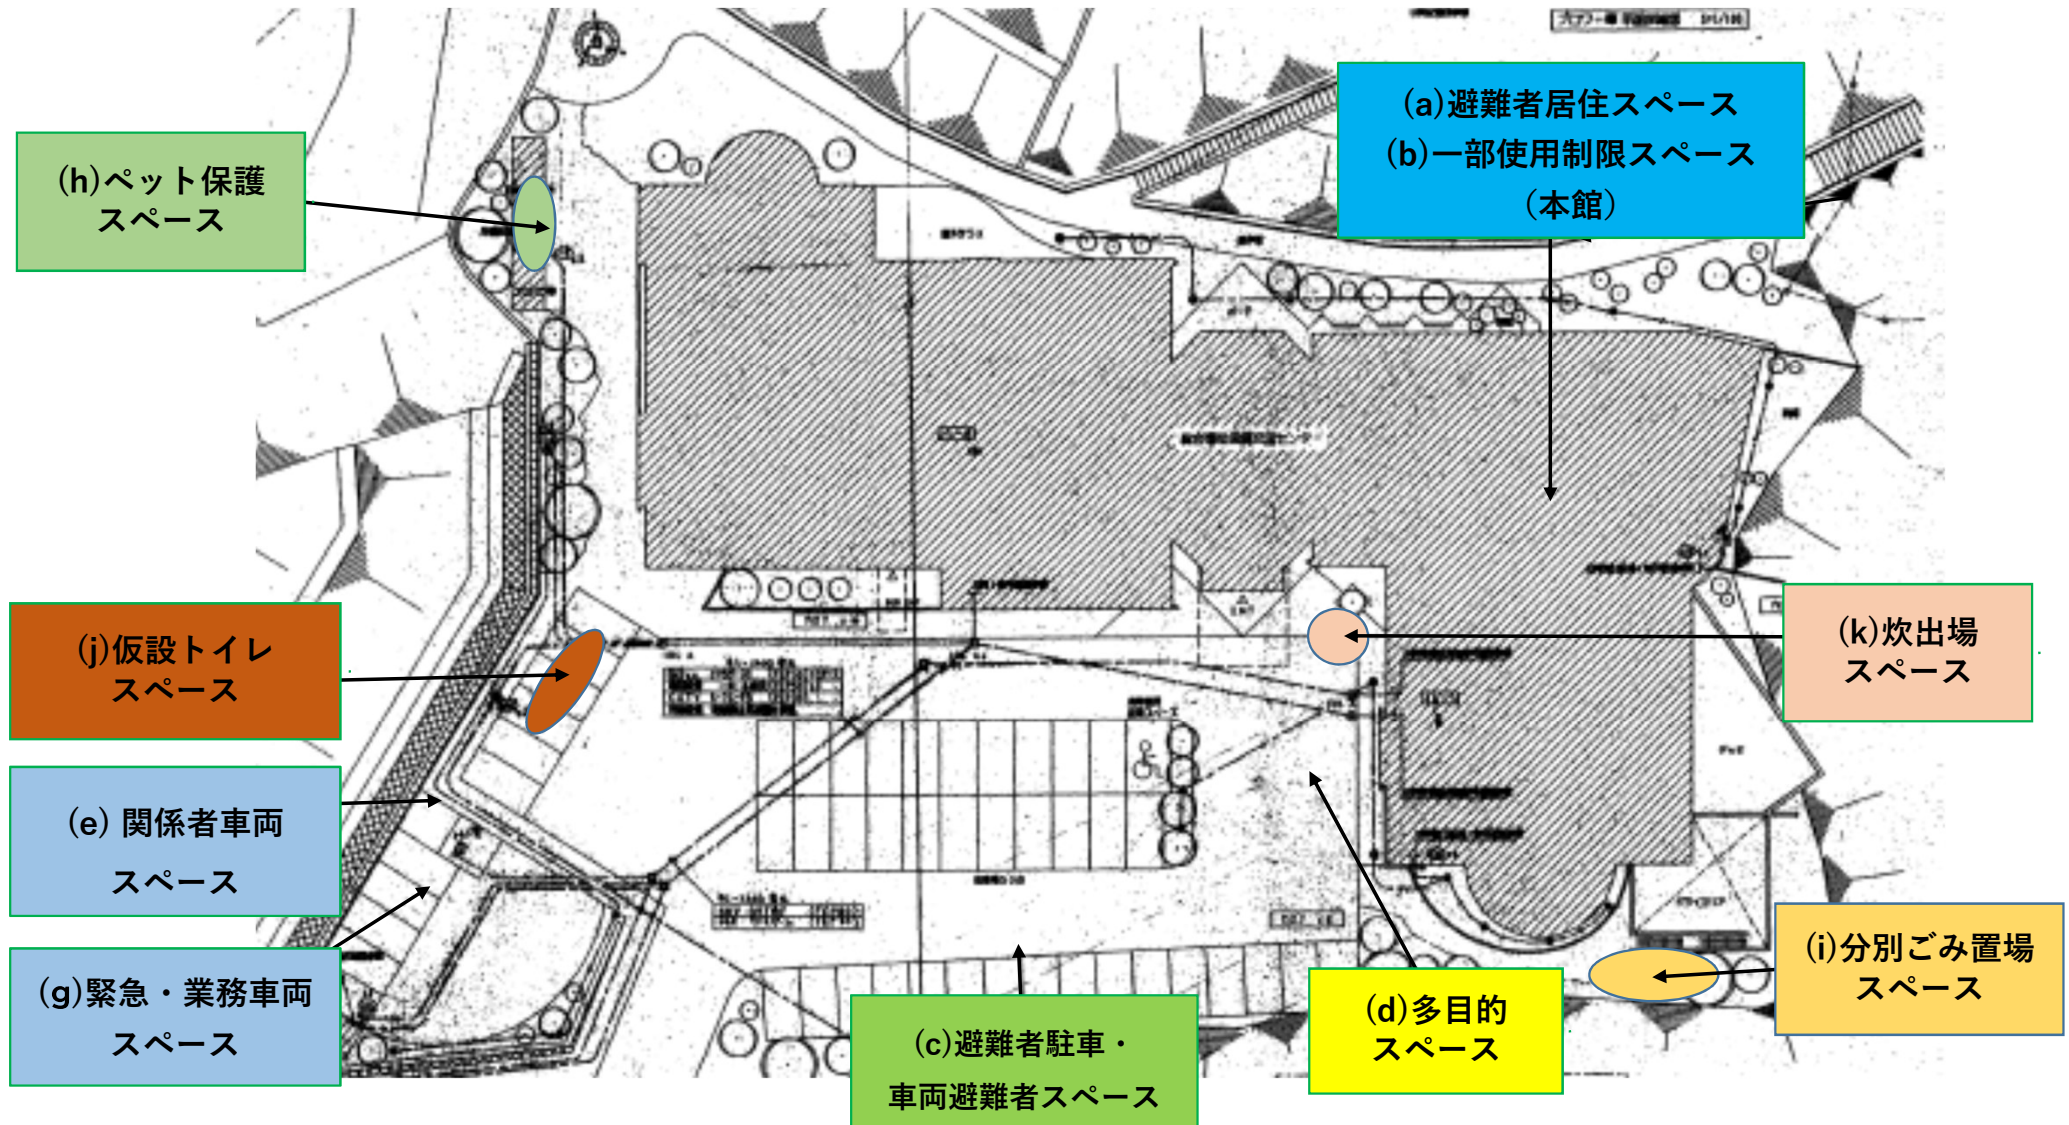 (a)避難者居住スペース
(b)一部使用制限スペース
(本館)
(h)ペット保護
スペース
(j)仮設トイレ
スペース
(k)炊出場
スペース
(e) 関係者車両
スペース
(g)緊急・業務車両
スペース
(i)分別ごみ置場
スペース
(d)多目的
スペース
(c)避難者駐車・
車両避難者スペース